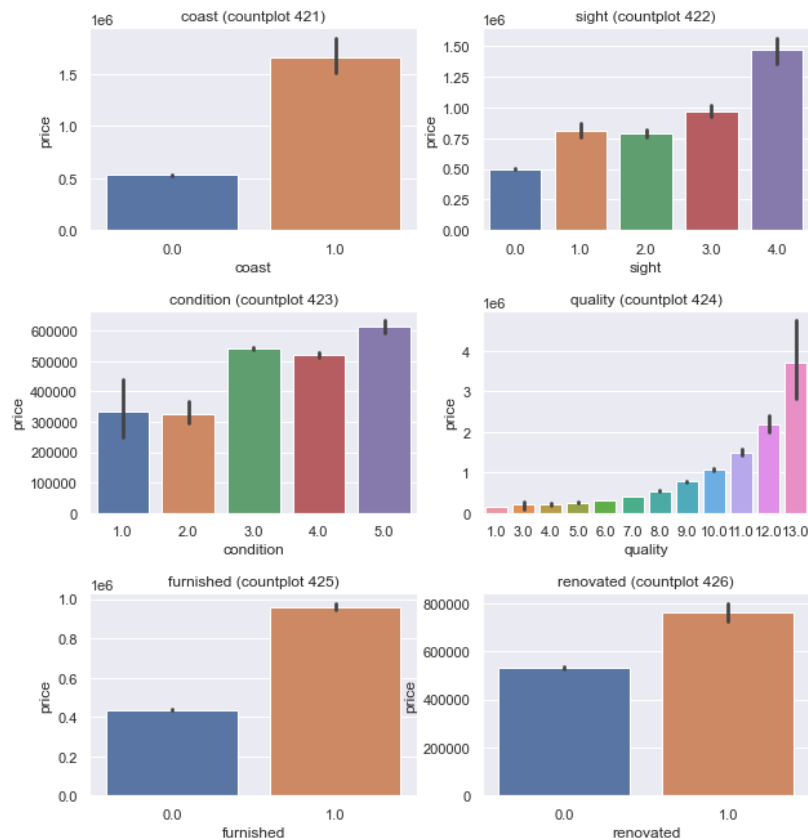 coast (countplot 421)
1e6
price
1.5
1.0
0.5
0.0
0.0 1.0
coast
sight (countplot 422)
1e6
price
1.50
1.25
1.00
0.75
0.50
0.25
0.00
0.0 1.0 2.0 3.0 4.0
sight
condition (countplot 423)
price
600000
500000
400000
300000
200000
100000
0
1.0 2.0 3.0 4.0 5.0
condition
quality (countplot 424)
1e6
price
4
3
2
1
0
1.0 3.0 4.0 5.0 6.0 7.0 8.0 9.0 10.0 11.0 12.0 13.0
quality
furnished (countplot 425)
1e6
price
1.0
0.8
0.6
0.4
0.2
0.0
0.0 1.0
furnished
renovated (countplot 426)
price
800000
600000
400000
200000
0
0.0 1.0
renovated